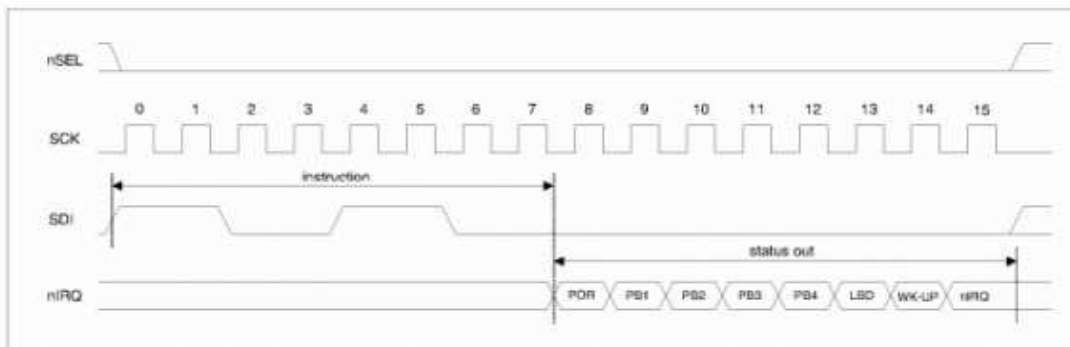 nSEL
0 1 2 3 4 5 6 7 8 9 10 11 12 13 14 15
SCK
instruction
SDI
status out
nIRQ POR PB1 PB2 PB3 PB4 LBD WK-UP nIRQ